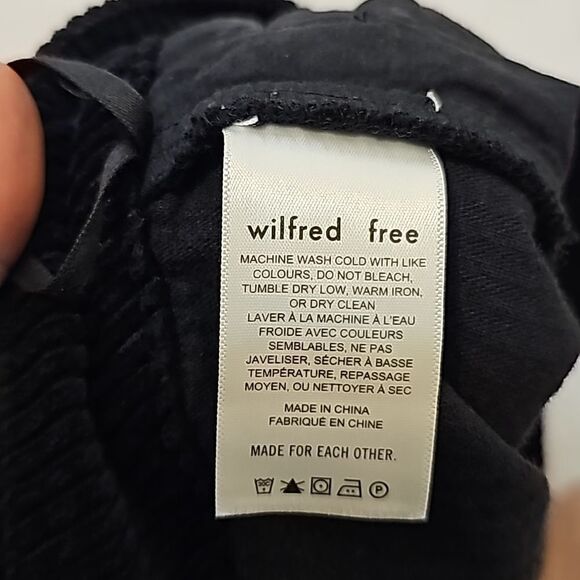 wilfred free
MACHINE WASH COLD WITH LIKE
COLOURS, DO NOT BLEACH,
TUMBLE DRY LOW, WARM IRON,
OR DRY CLEAN
LAVER À LA MACHINE À L'EAU
FROIDE AVEC COULEURS
SEMBLABLES, NE PAS
JAVELISER, SÉCHER À BASSE
TEMPÉRATURE, REPASSAGE
MOYEN, OU NETTOYER À SEC
MADE IN CHINA
FABRIQUÉ EN CHINE
MADE FOR EACH OTHER.
P